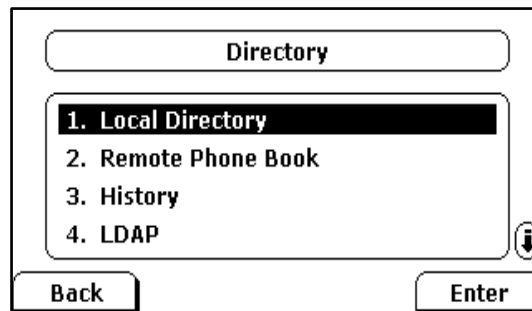 Directory
1. Local Directory
2. Remote Phone Book
3. History
4. LDAP
Back Enter